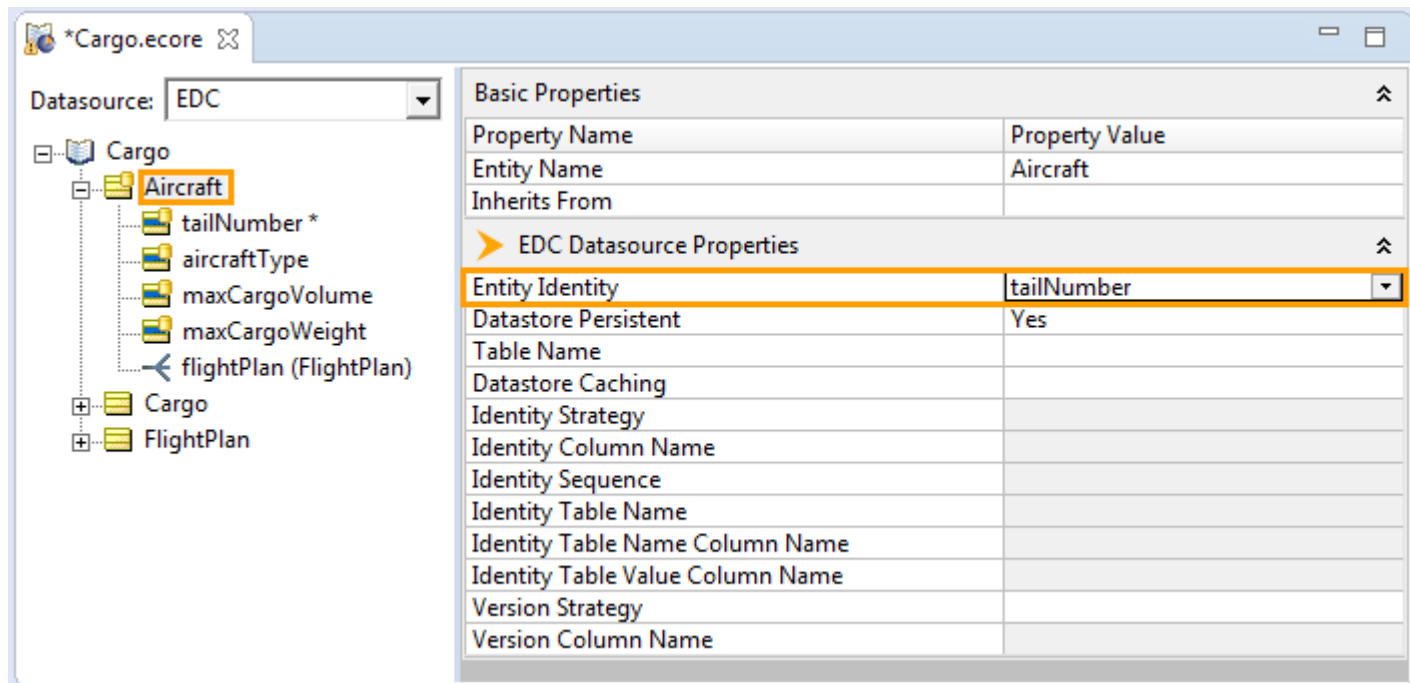 *Cargo.ecore
Datasource: EDC
Cargo
Aircraft
tailNumber *
aircraftType
maxCargoVolume
maxCargoWeight
flightPlan (FlightPlan)
Cargo
FlightPlan
Basic Properties
Property Name Property Value
Entity Name Aircraft
Inherits From
EDC Datasource Properties
Entity Identity tailNumber
Datastore Persistent Yes
Table Name
Datastore Caching
Identity Strategy
Identity Column Name
Identity Sequence
Identity Table Name
Identity Table Name Column Name
Identity Table Value Column Name
Version Strategy
Version Column Name